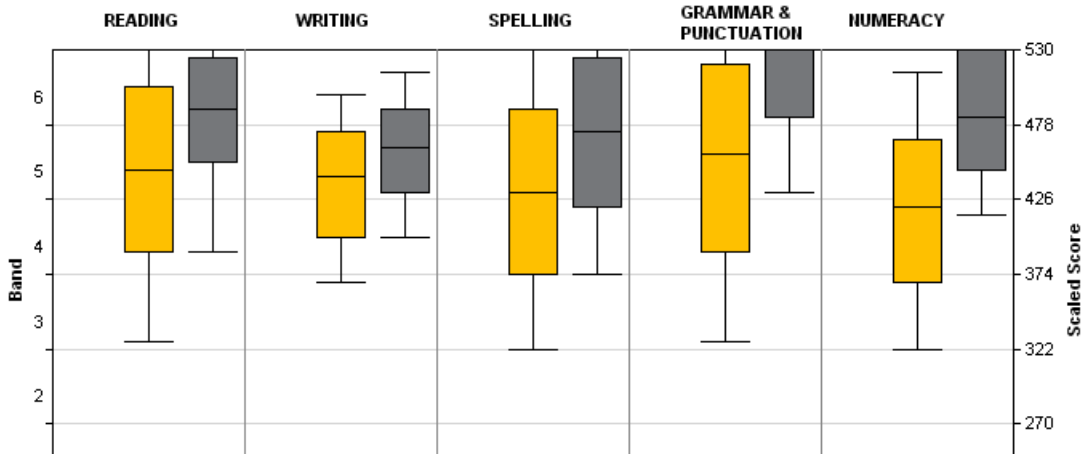 READING
WRITING
SPELLING
GRAMMAR &
PUNCTUATION
NUMERACY
Band
6
5
4
3
2
530
478
426
374
322
270
Scaled Score